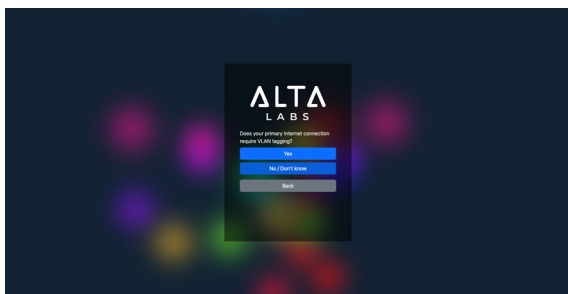 ALTA
LABS
Does your primary Internet connection
require VLAN tagging?
Yes
No / Don't know
Back